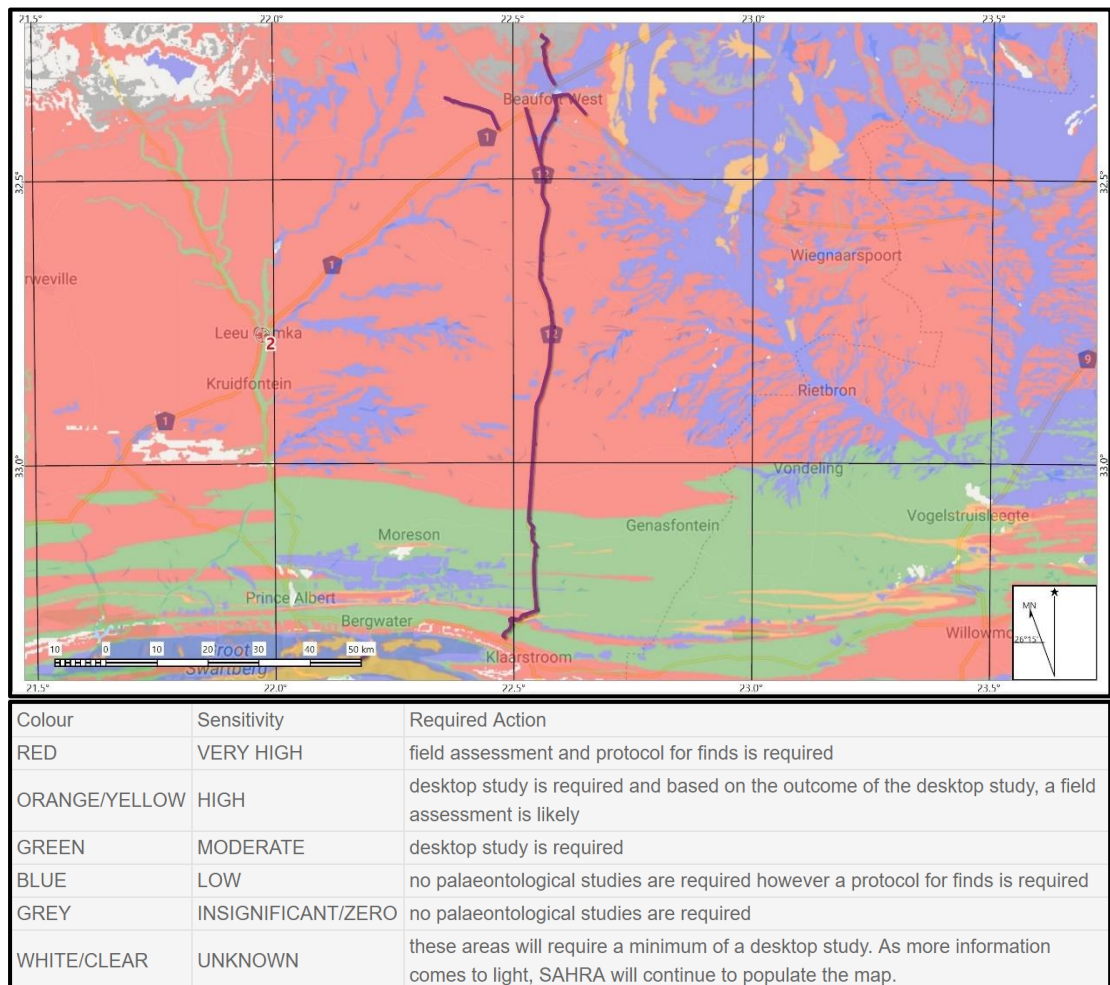 21.5° 22.0° 22.5° 23.0° 23.5°
Beaufort West
1
32.5° 12 32.5°
Wiegnaarspoort
1
rweville
Leeu Gamka 12
2
9
Kruidfontein
Rietbron
1
33.0° 33.0°
Vondeling
Vogelstruisleegte
Genasfontein
Moreson
Prince Albert
MN
Bergwater
Willowmo
26°15'
10 0 10 20 30 40 50 km
Groot
Klaarstroom
Swartberg
21.5° 22.0° 22.5° 23.0° 23.5°
Colour Sensitivity Required Action
RED VERY HIGH field assessment and protocol for finds is required
ORANGE/YELLOW HIGH desktop study is required and based on the outcome of the desktop study, a field
assessment is likely
GREEN MODERATE desktop study is required
BLUE LOW no palaeontological studies are required however a protocol for finds is required
GREY INSIGNIFICANT/ZERO no palaeontological studies are required
WHITE/CLEAR UNKNOWN these areas will require a minimum of a desktop study. As more information
comes to light, SAHRA will continue to populate the map.